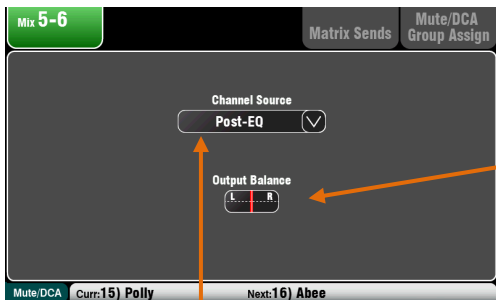 Mix 5-6
Matrix Sends
Mute/DCA
Group Assign
Channel Source
Post-EQ
Output Balance
L R
Mute/DCA Curr:15) Polly Next:16) Abee